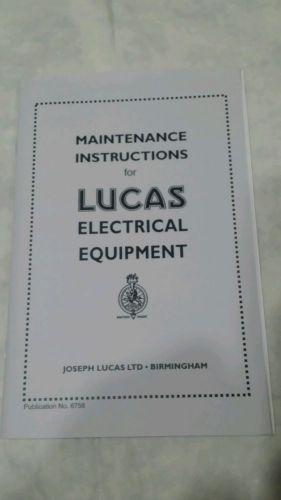 MAINTENANCE
INSTRUCTIONS
for
LUCAS
ELECTRICAL
EQUIPMENT
JOSEPH LUCAS LTD • BIRMINGHAM
Publication No. 6758